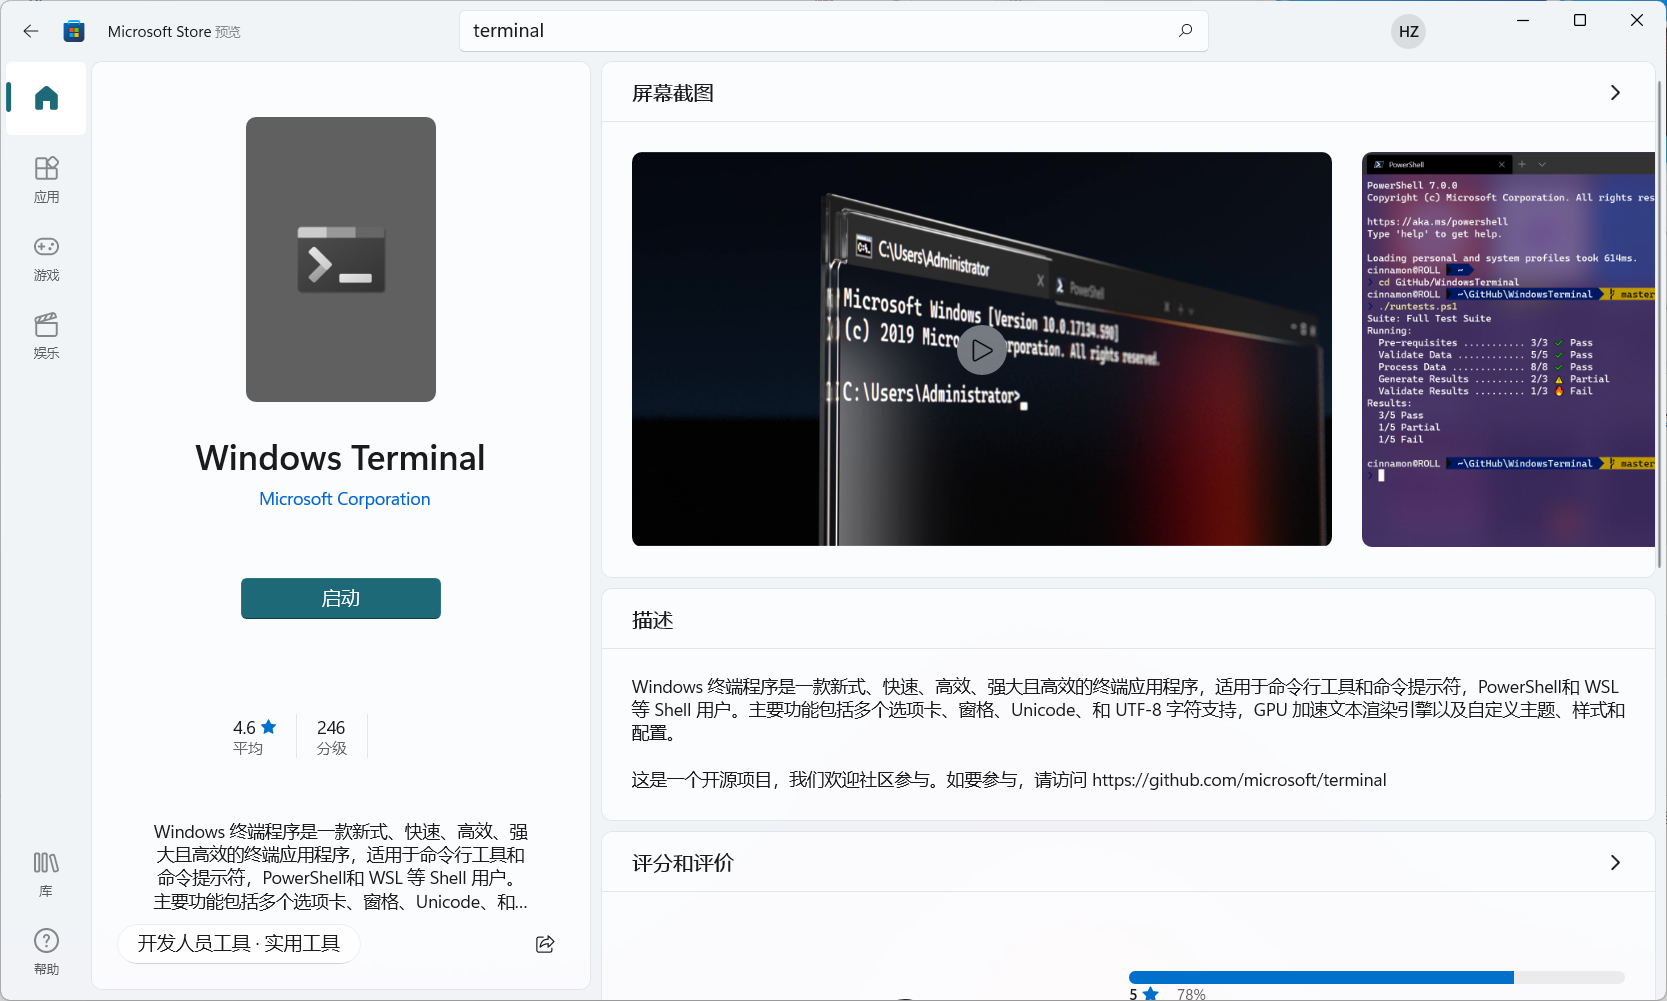 Microsoft Store 预览
terminal
HZ
应用
游戏
娱乐
库
帮助
Windows Terminal
Microsoft Corporation
启动
4.6
平均
246
分级
Windows 终端程序是一款新式、快速、高效、强
大且高效的终端应用程序，适用于命令行工具和
命令提示符，PowerShell和 WSL 等 Shell 用户。
主要功能包括多个选项卡、窗格、Unicode、和...
开发人员工具 · 实用工具
屏幕截图
C:\Users\Administrator
PowerShell
Microsoft Windows [Version 10.0.17134.590]
(c) 2019 Micro rporation. All rights reserved.
C:\Users\Administrator>
PowerShell
PowerShell 7.0.0
Copyright (c) Microsoft Corporation. All rights res
https://aka.ms/powershell
Type 'help' to get help.
Loading personal and system profiles took 614ms.
cinnamon@ROLL ~
cd GitHub/WindowsTerminal
cinnamon@ROLL ~\GitHub\WindowsTerminal master
./runtests.ps1
Suite: Full Test Suite
Running:
Pre-requisites ........... 3/3 ✓ Pass
Validate Data ............ 5/5 ✓ Pass
Process Data ............. 8/8 ✓ Pass
Generate Results ......... 2/3 ⚠ Partial
Validate Results ......... 1/3 🔥 Fail
Results:
3/5 Pass
1/5 Partial
1/5 Fail
cinnamon@ROLL ~\GitHub\WindowsTerminal master
描述
Windows 终端程序是一款新式、快速、高效、强大且高效的终端应用程序，适用于命令行工具和命令提示符，PowerShell和 WSL
等 Shell 用户。主要功能包括多个选项卡、窗格、Unicode、和 UTF-8 字符支持，GPU 加速文本渲染引擎以及自定义主题、样式和
配置。
这是一个开源项目，我们欢迎社区参与。如要参与，请访问 https://github.com/microsoft/terminal
评分和评价
5 78%